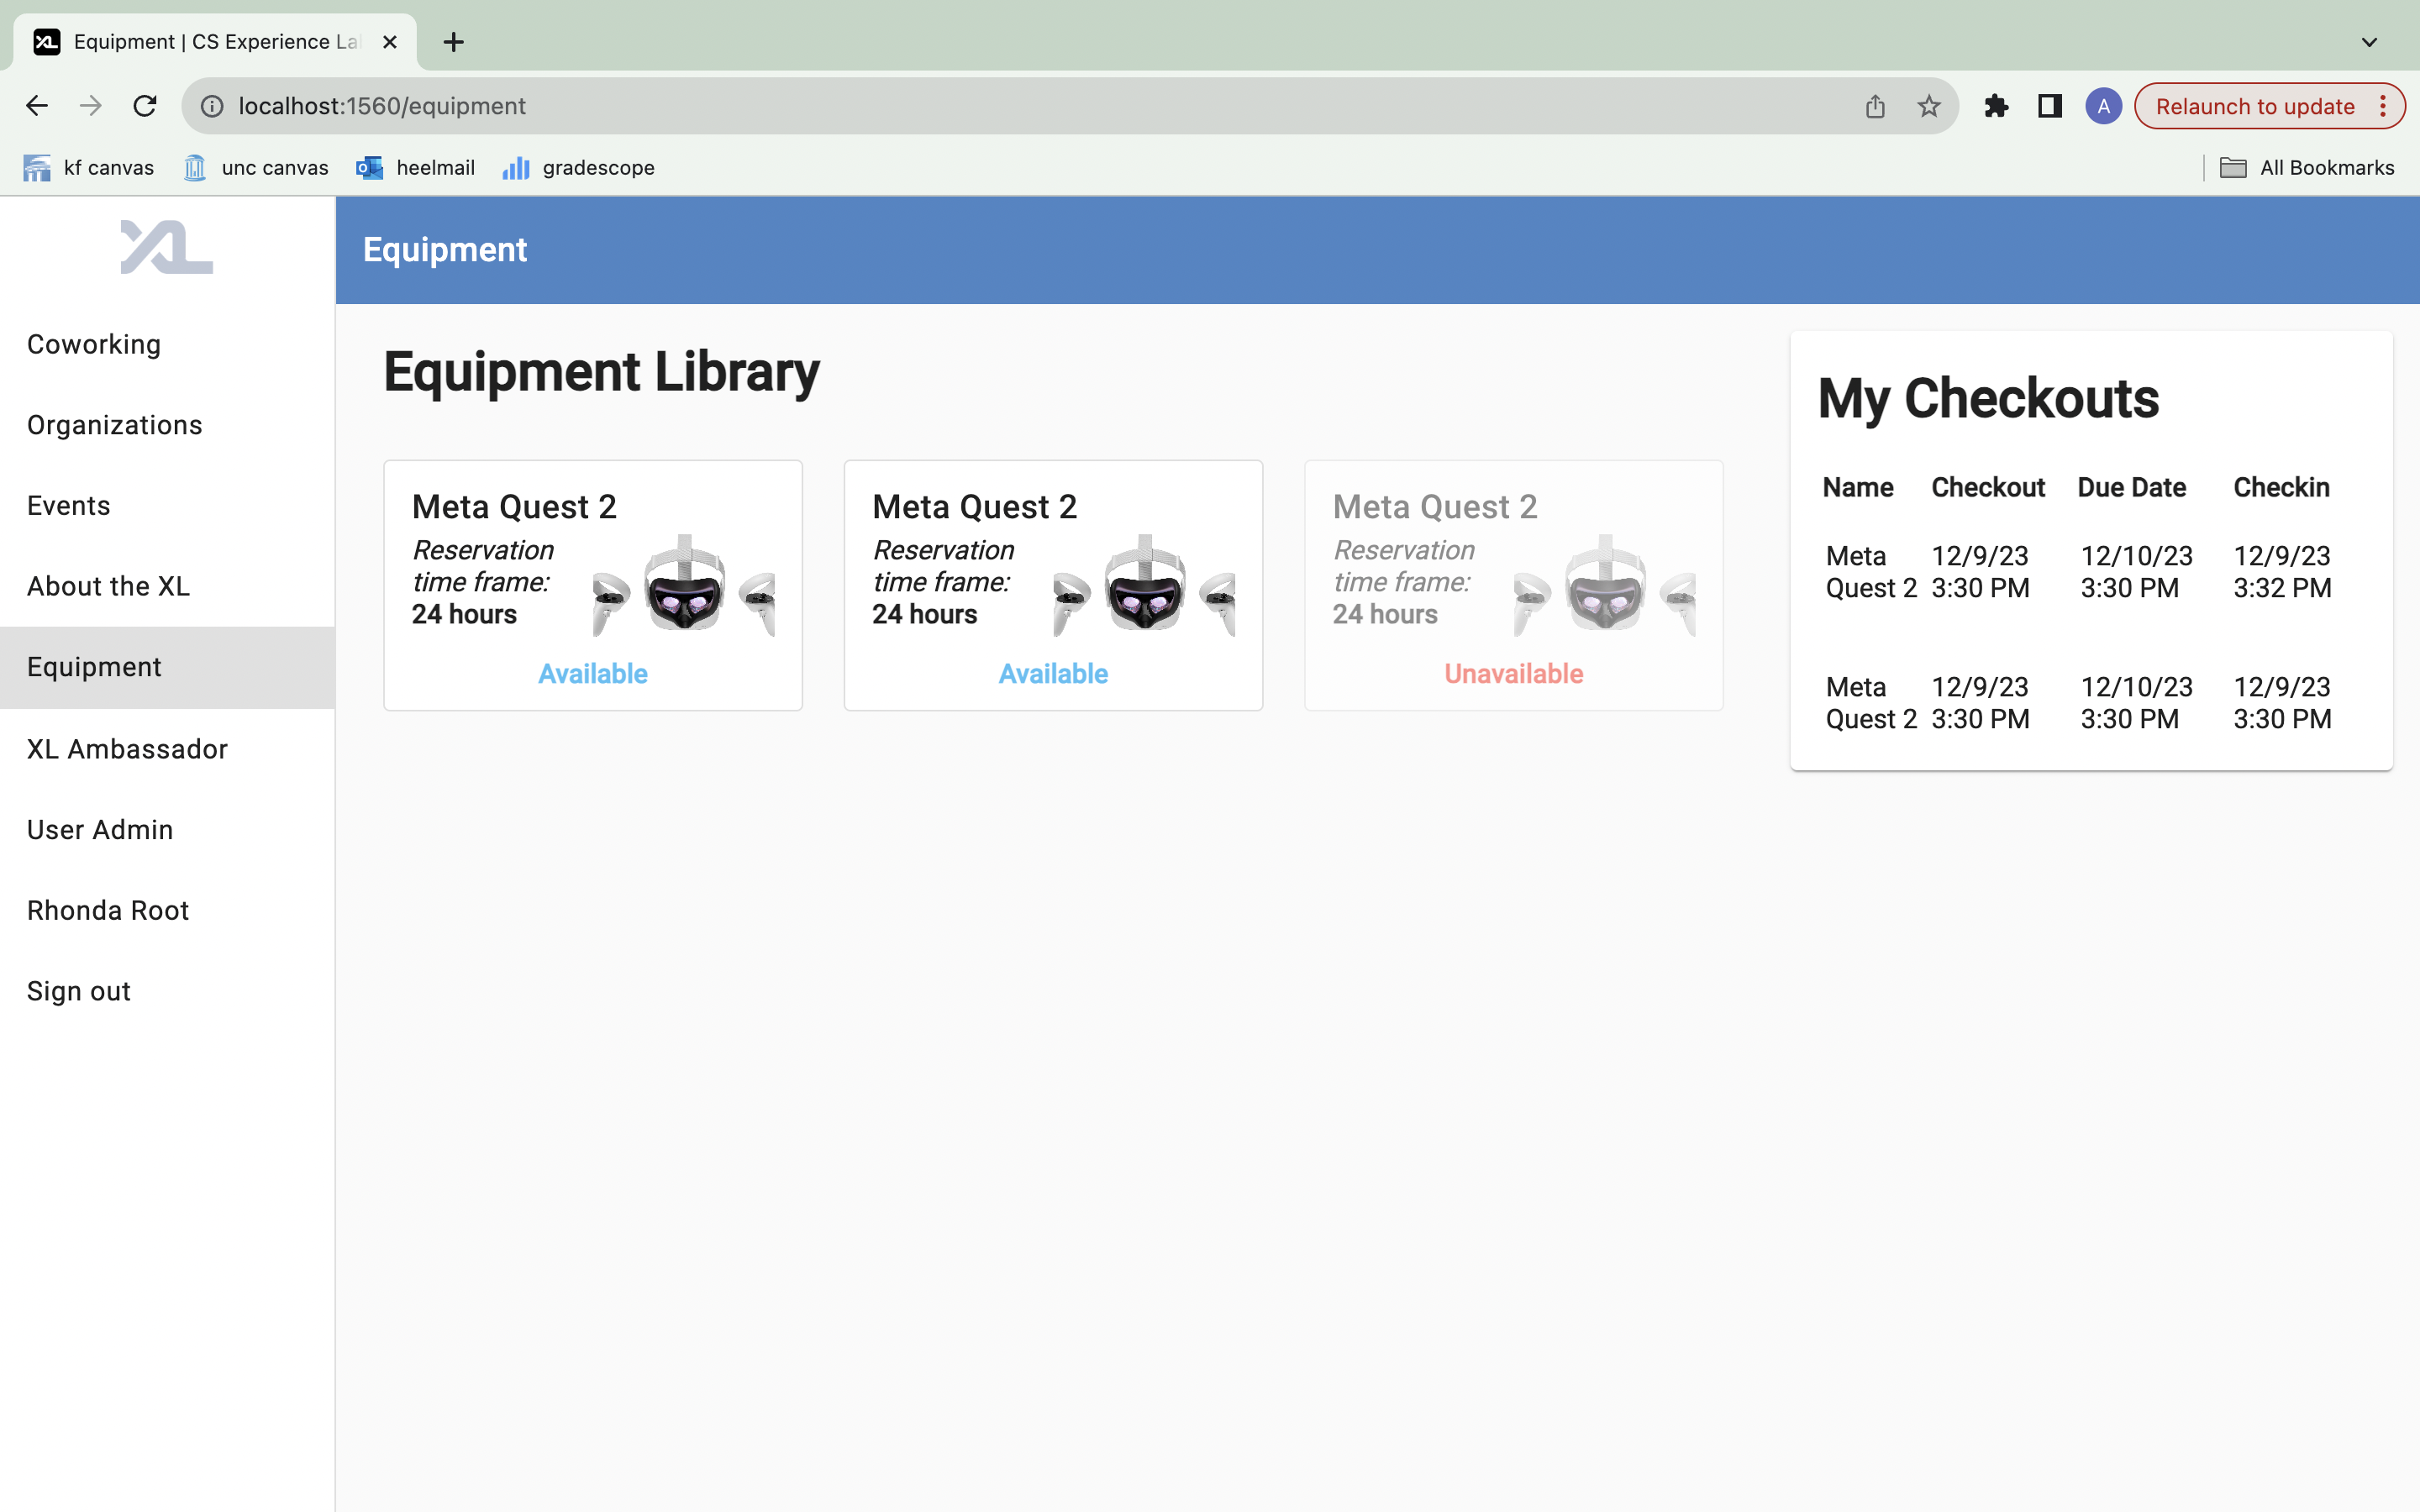 Equipment | CS Experience La
localhost:1560/equipment
A
Relaunch to update
kf canvas
unc canvas
heelmail
gradescope
All Bookmarks
XL
Coworking
Organizations
Events
About the XL
Equipment
XL Ambassador
User Admin
Rhonda Root
Sign out
Equipment
Equipment Library
Meta Quest 2
Reservation
time frame:
24 hours
Available
Meta Quest 2
Reservation
time frame:
24 hours
Available
Meta Quest 2
Reservation
time frame:
24 hours
Unavailable
My Checkouts
Name Checkout Due Date Checkin
Meta 12/9/23 12/10/23 12/9/23
Quest 2 3:30 PM 3:30 PM 3:32 PM
Meta 12/9/23 12/10/23 12/9/23
Quest 2 3:30 PM 3:30 PM 3:30 PM